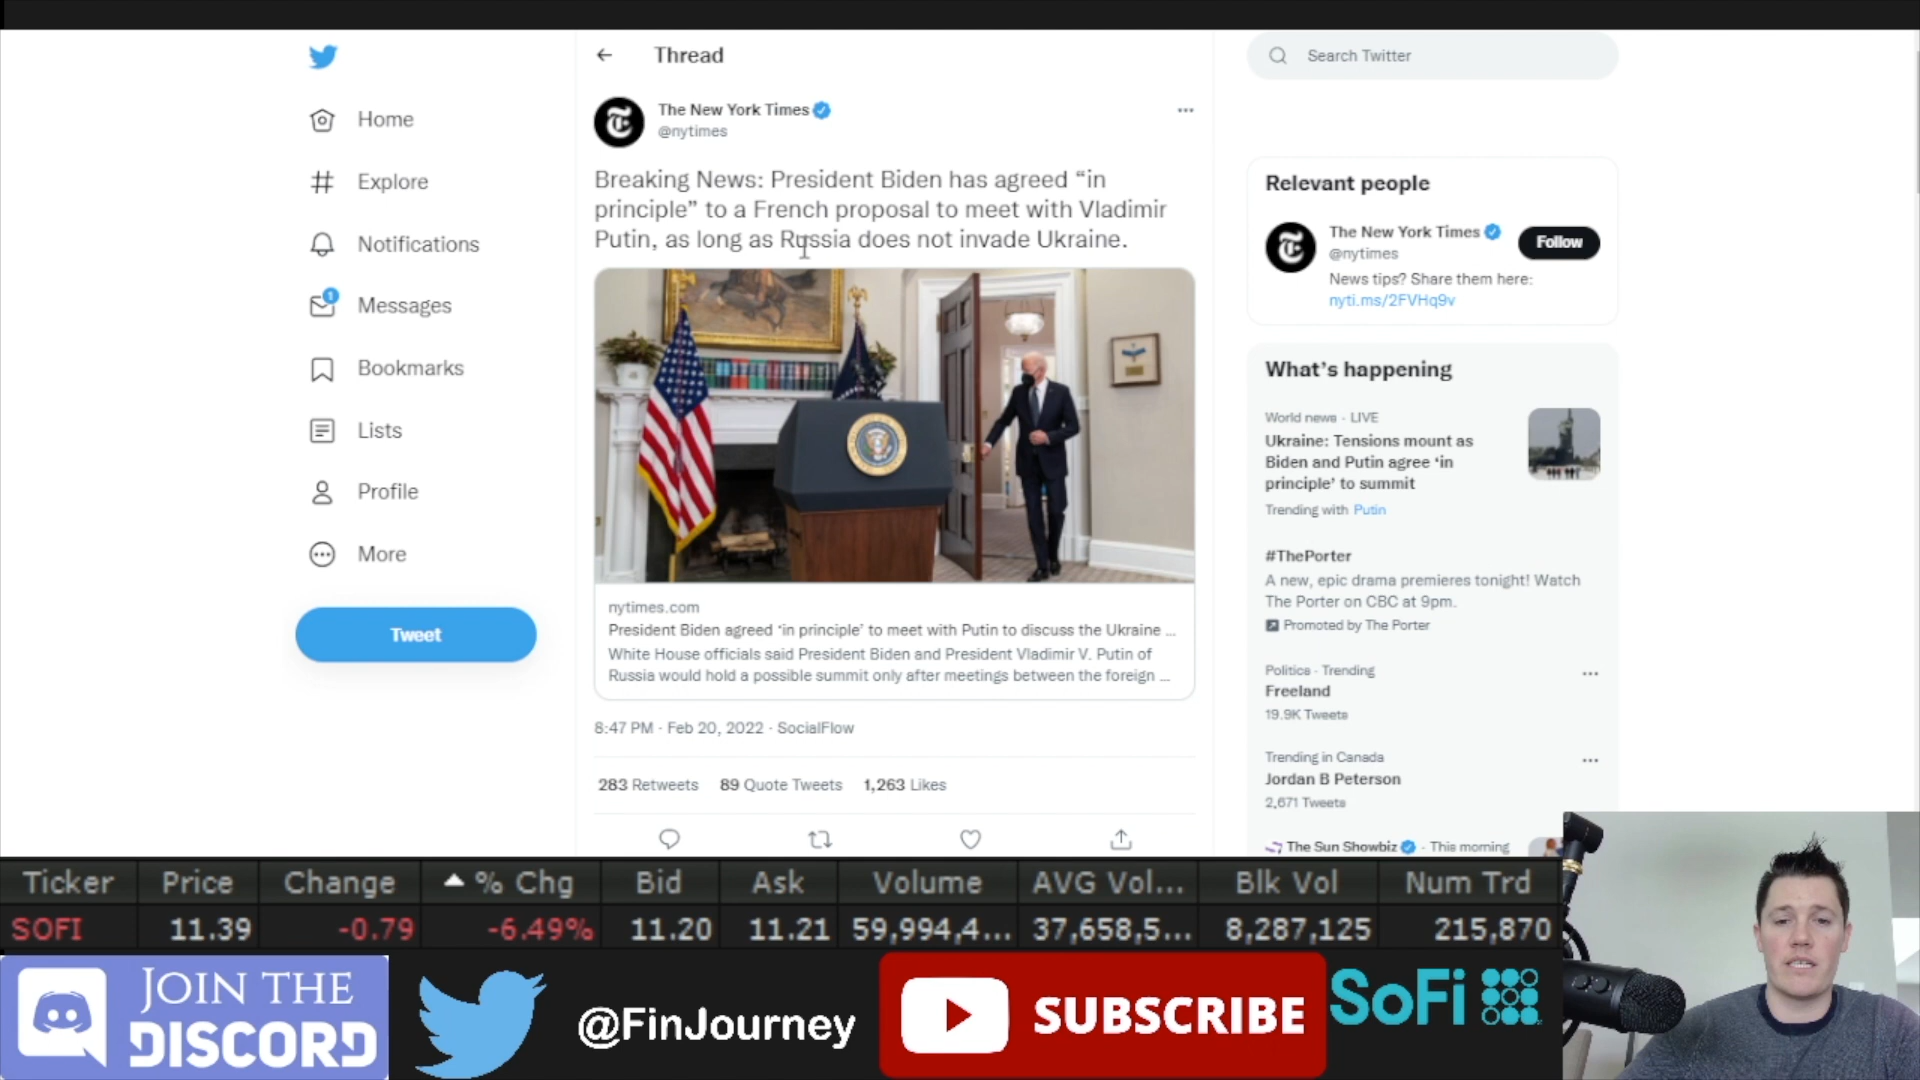 Thread
Search Twitter
Home
Explore
Notifications
1
Messages
Bookmarks
Lists
Profile
More
Tweet
The New York Times
@nytimes
Breaking News: President Biden has agreed “in
principle” to a French proposal to meet with Vladimir
Putin, as long as Russia does not invade Ukraine.
nytimes.com
President Biden agreed ‘in principle’ to meet with Putin to discuss the Ukraine ...
White House officials said President Biden and President Vladimir V. Putin of
Russia would hold a possible summit only after meetings between the foreign ...
8:47 PM · Feb 20, 2022 · SocialFlow
283 Retweets 89 Quote Tweets 1,263 Likes
Relevant people
The New York Times
@nytimes
Follow
News tips? Share them here:
nyti.ms/2FVHq9v
What’s happening
World news · LIVE
Ukraine: Tensions mount as
Biden and Putin agree ‘in
principle’ to summit
Trending with Putin
#ThePorter
A new, epic drama premieres tonight! Watch
The Porter on CBC at 9pm.
Promoted by The Porter
Politics · Trending
Freeland
19.9K Tweets
Trending in Canada
Jordan B Peterson
2,671 Tweets
The Sun Showbiz · This morning
Ticker Price Change % Chg Bid Ask Volume AVG Vol... Blk Vol Num Trd
SOFI 11.39 -0.79 -6.49% 11.20 11.21 59,994,4... 37,658,5... 8,287,125 215,870
JOIN THE
DISCORD
@FinJourney
SUBSCRIBE
SoFi